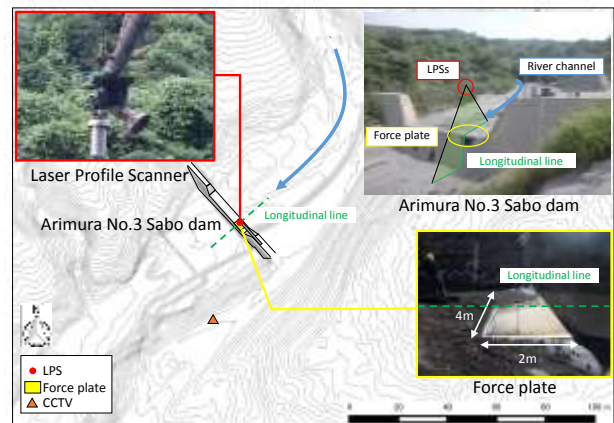 LPSs
River channel
Force plate
Longitudinal line
Laser Profile Scanner
Arimura No.3 Sabo dam
Longitudinal line
Arimura No.3 Sabo dam
Longitudinal line
4m
2m
Force plate
LPS
Force plate
CCTV
0 20 40 60 80 100 m